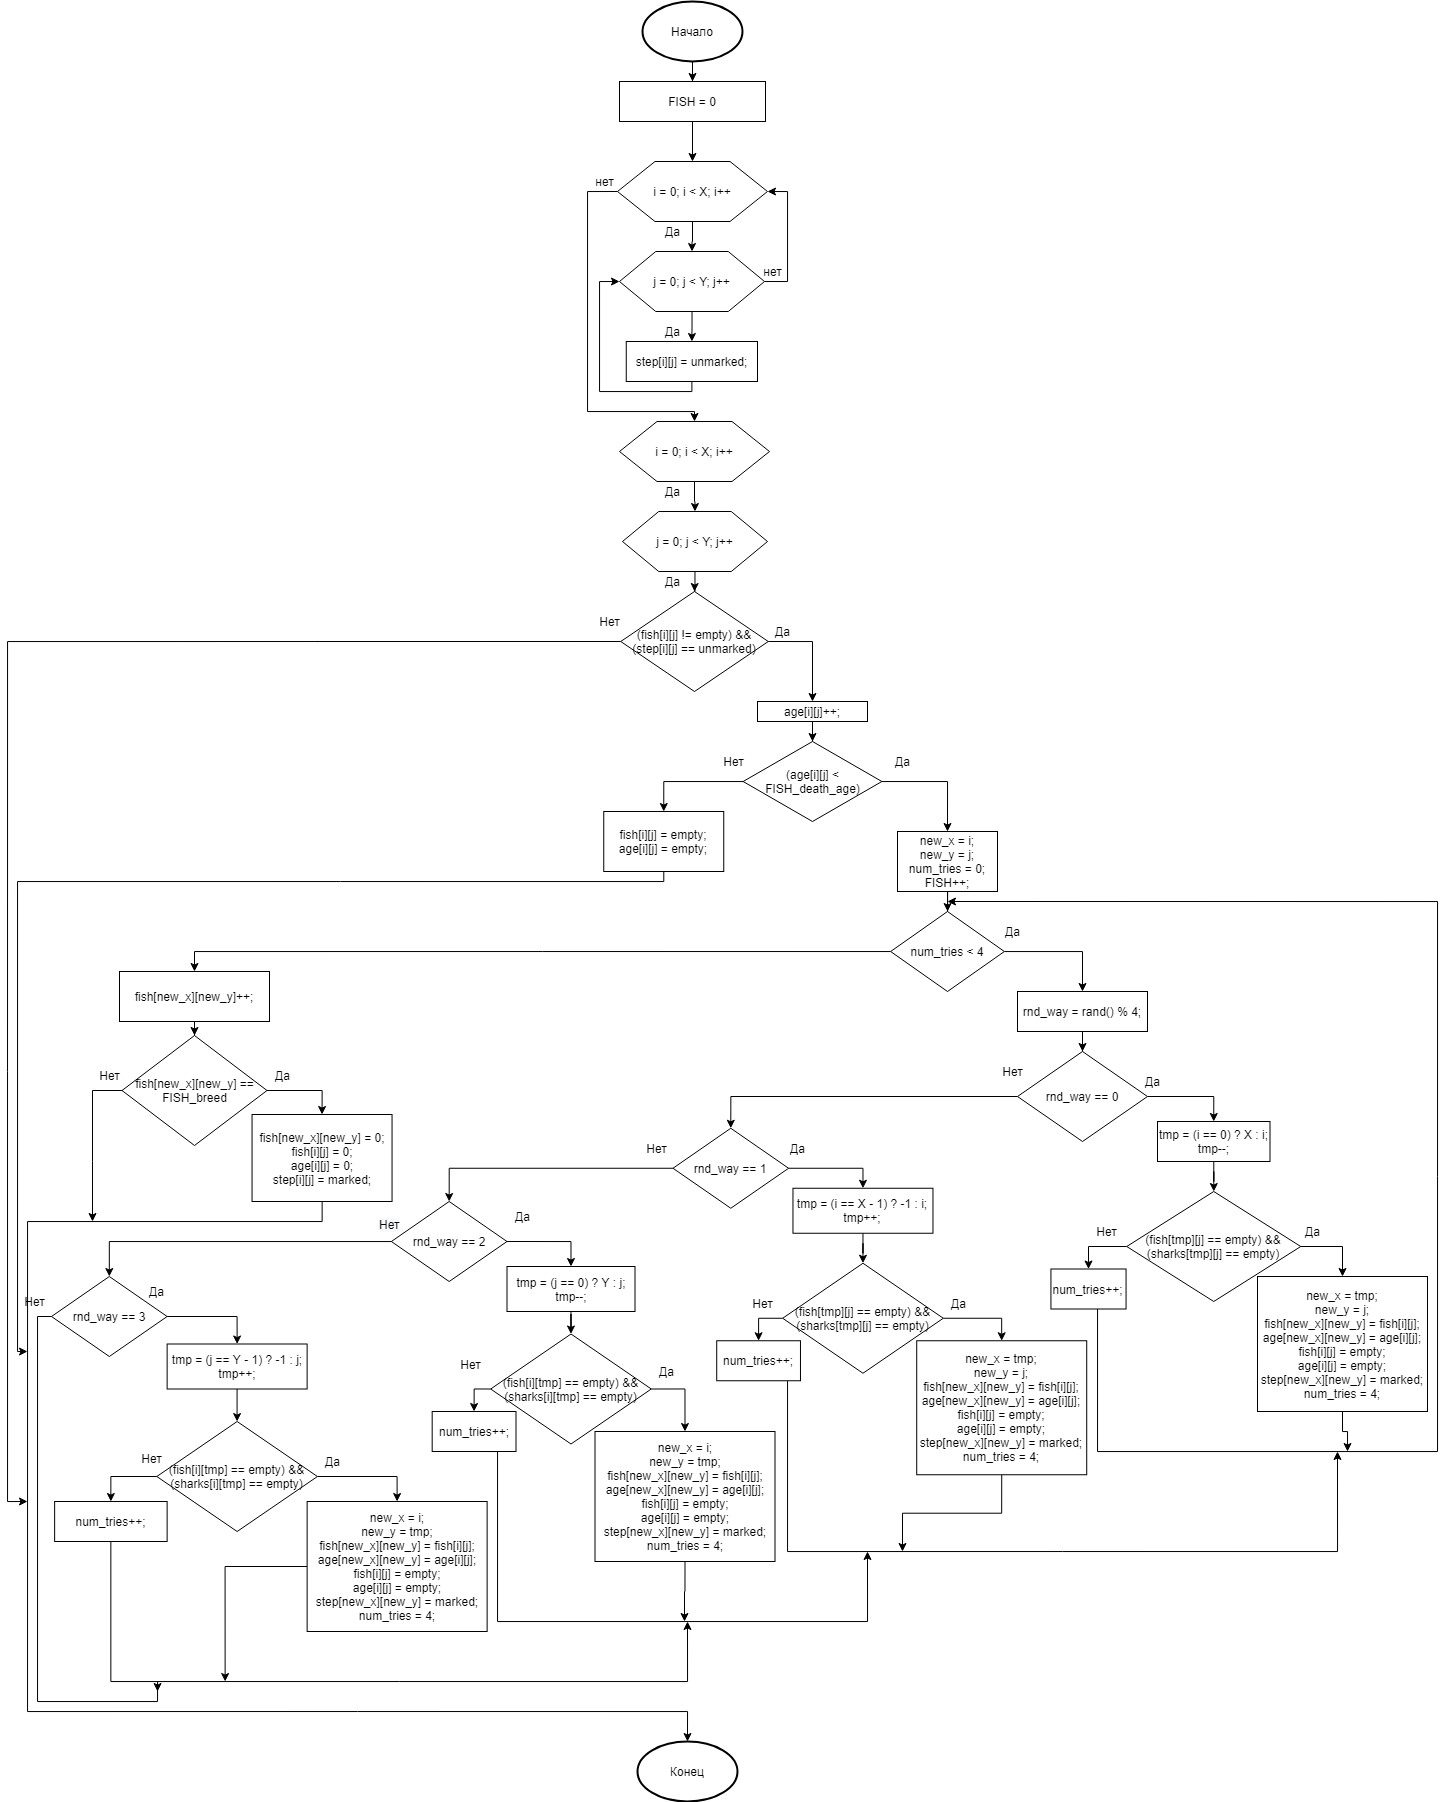 Начало
FISH = 0
нет
i = 0; i < X; i++
Да
j = 0; j < Y; j++
нет
Да
step[i][j] = unmarked;
i = 0; i < X; i++
Да
j = 0; j < Y; j++
Да
Нет
(fish[i][j] != empty) &&
(step[i][j] == unmarked)
Да
age[i][j]++;
Нет
(age[i][j] <
FISH_death_age)
Да
fish[i][j] = empty;
age[i][j] = empty;
new_x = i;
new_y = j;
num_tries = 0;
FISH++;
num_tries < 4
Да
fish[new_x][new_y]++;
rnd_way = rand() % 4;
Нет
fish[new_x][new_y] ==
FISH_breed
Да
fish[new_x][new_y] = 0;
fish[i][j] = 0;
age[i][j] = 0;
step[i][j] = marked;
Нет
rnd_way == 0
Да
tmp = (i == 0) ? X : i;
tmp--;
Нет
(fish[tmp][j] == empty) &&
(sharks[tmp][j] == empty)
Да
num_tries++;
new_x = tmp;
new_y = j;
fish[new_x][new_y] = fish[i][j];
age[new_x][new_y] = age[i][j];
fish[i][j] = empty;
age[i][j] = empty;
step[new_x][new_y] = marked;
num_tries = 4;
Нет
rnd_way == 1
Да
tmp = (i == X - 1) ? -1 : i;
tmp++;
Нет
(fish[tmp][j] == empty) &&
(sharks[tmp][j] == empty)
Да
num_tries++;
new_x = tmp;
new_y = j;
fish[new_x][new_y] = fish[i][j];
age[new_x][new_y] = age[i][j];
fish[i][j] = empty;
age[i][j] = empty;
step[new_x][new_y] = marked;
num_tries = 4;
Нет
rnd_way == 2
Да
tmp = (j == 0) ? Y : j;
tmp--;
Нет
(fish[i][tmp] == empty) &&
(sharks[i][tmp] == empty)
Да
num_tries++;
new_x = i;
new_y = tmp;
fish[new_x][new_y] = fish[i][j];
age[new_x][new_y] = age[i][j];
fish[i][j] = empty;
age[i][j] = empty;
step[new_x][new_y] = marked;
num_tries = 4;
Нет
rnd_way == 3
Да
tmp = (j == Y - 1) ? -1 : j;
tmp++;
Нет
(fish[i][tmp] == empty) &&
(sharks[i][tmp] == empty)
Да
num_tries++;
new_x = i;
new_y = tmp;
fish[new_x][new_y] = fish[i][j];
age[new_x][new_y] = age[i][j];
fish[i][j] = empty;
age[i][j] = empty;
step[new_x][new_y] = marked;
num_tries = 4;
Конец